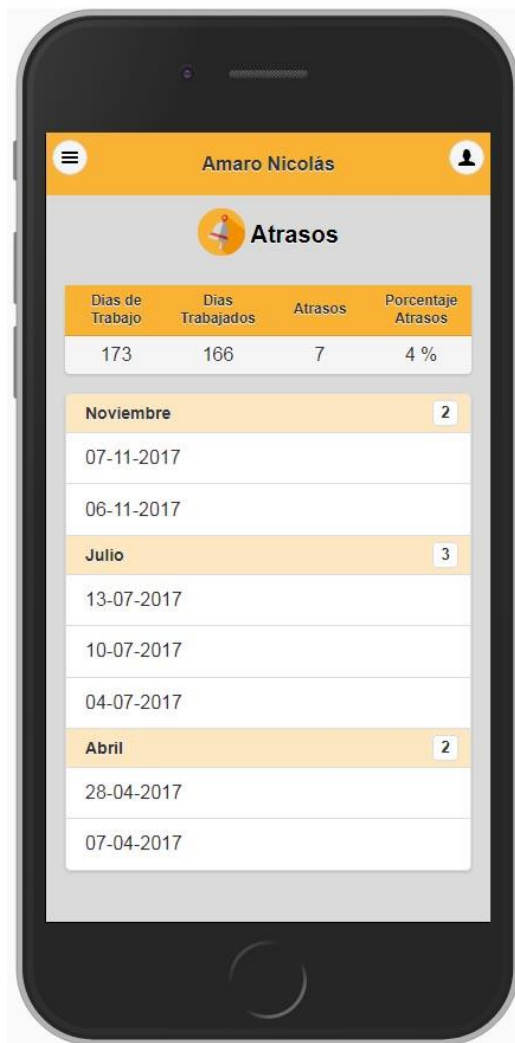 Amaro Nicolás
Atrasos
Dias de Trabajo Dias Trabajados Atrasos Porcentaje Atrasos
173 166 7 4 %
Noviembre 2
07-11-2017
06-11-2017
Julio 3
13-07-2017
10-07-2017
04-07-2017
Abril 2
28-04-2017
07-04-2017